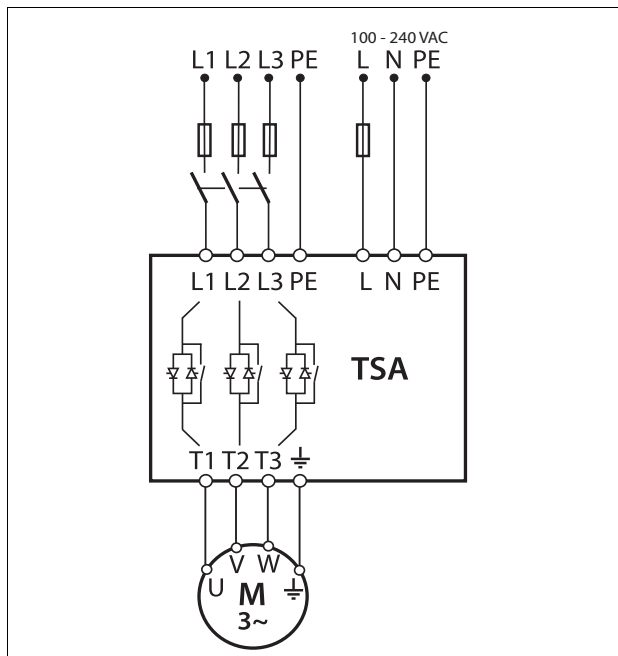 100 - 240 VAC
L1 L2 L3 PE L N PE
L1 L2 L3 PE L N PE
TSA
T1 T2 T3
V W
U
M
3~